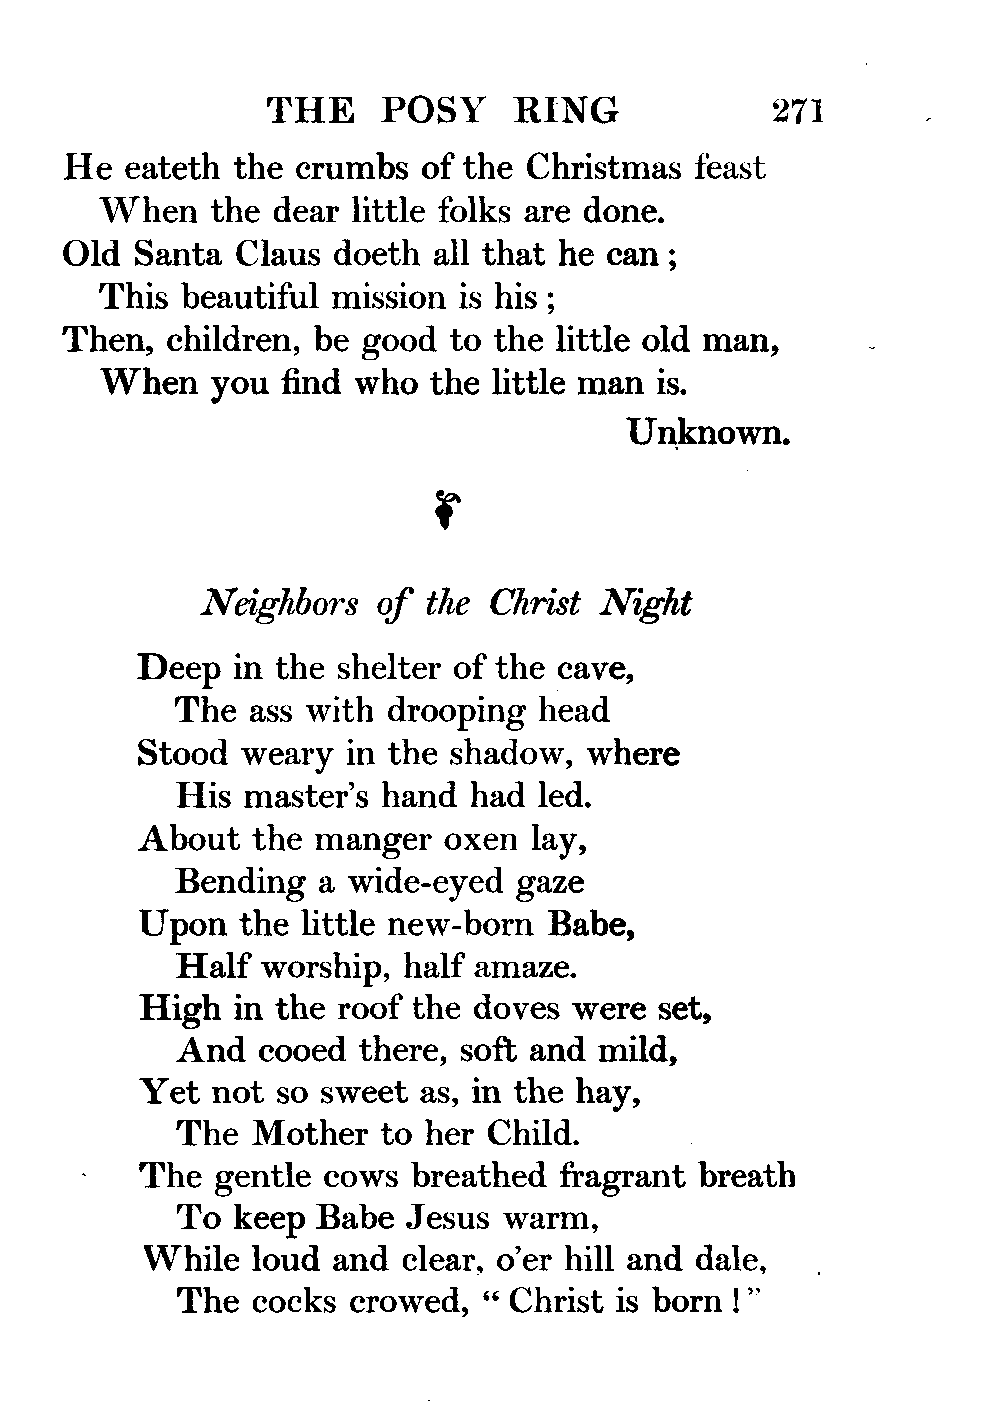 THE POSY RING 271
He eateth the crumbs of the Christmas feast
When the dear little folks are done.
Old Santa Claus doeth all that he can ;
This beautiful mission is his ;
Then, children, be good to the little old man,
When you find who the little man is.
Unknown.
Neighbors of the Christ Night
Deep in the shelter of the cave,
The ass with drooping head
Stood weary in the shadow, where
His master's hand had led.
About the manger oxen lay,
Bending a wide-eyed gaze
Upon the little new-born Babe,
Half worship, half amaze.
High in the roof the doves were set,
And cooed there, soft and mild,
Yet not so sweet as, in the hay,
The Mother to her Child.
The gentle cows breathed fragrant breath
To keep Babe Jesus warm,
While loud and clear, o'er hill and dale,
The cocks crowed, “ Christ is born ! ”